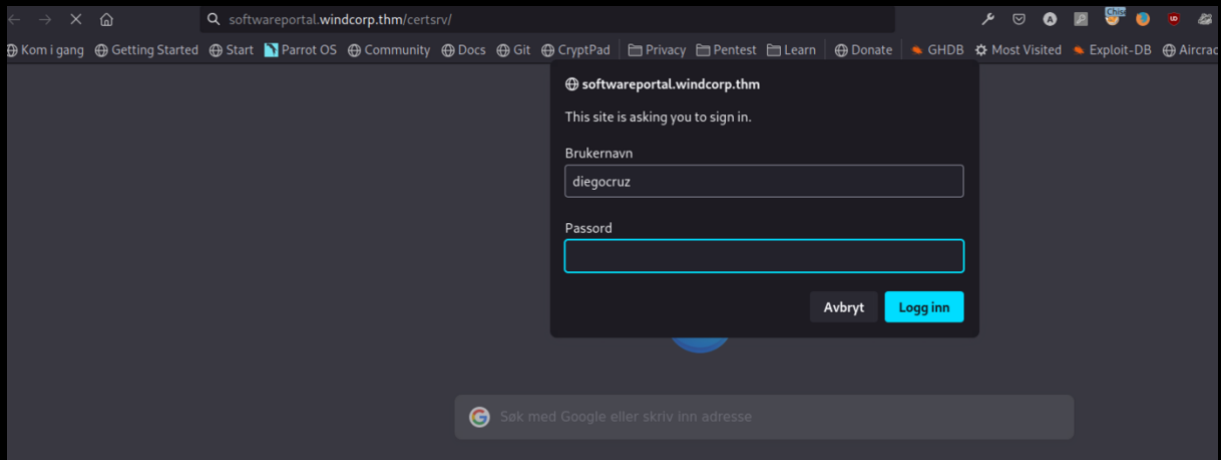 softwareportal.windcorp.thm/certsrv/
Kom i gang Getting Started Start Parrot OS Community Docs Git CryptPad Privacy Pentest Learn Donate GHDB Most Visited Exploit-DB Aircrac
softwareportal.windcorp.thm
This site is asking you to sign in.
Brukernavn
diegocruz
Passord
Avbryt Logg inn
Søk med Google eller skriv inn adresse